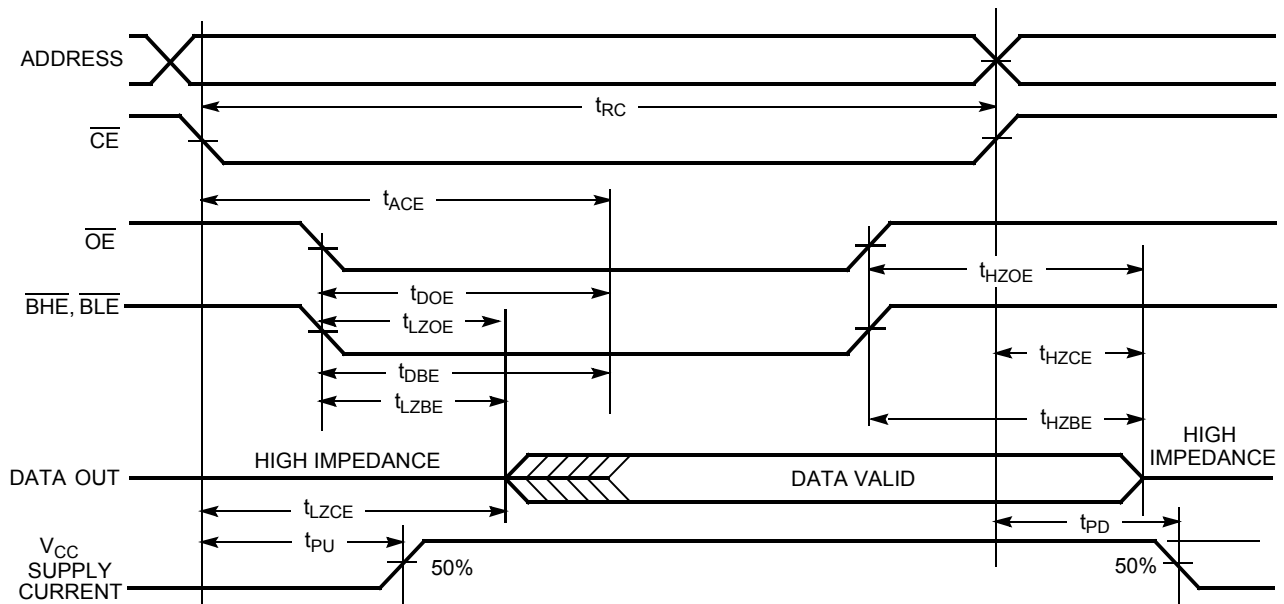 ADDRESS
tRC
CE
tACE
OE
tHZOE
tDOE
BHE, BLE
tLZOE
tHZCE
tDBE
tLZBE
tHZBE
HIGH
IMPEDANCE
HIGH IMPEDANCE
DATA OUT
DATA VALID
tLZCE
tPD
tPU
VCC
SUPPLY
CURRENT
50%
50%